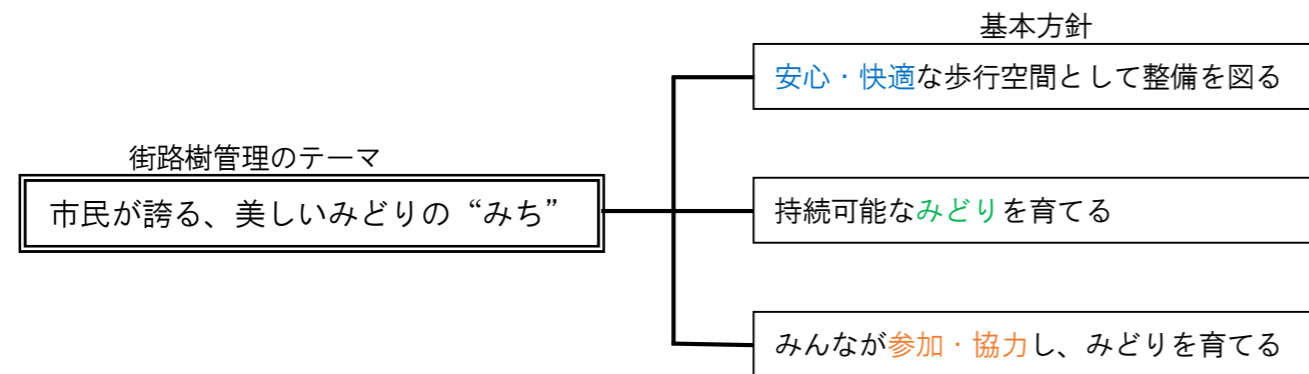 基本方針
安心・快適な歩行空間として整備を図る
街路樹管理のテーマ
市民が誇る、美しいみどりの“みち”
持続可能なみどりを育てる
みんなが参加・協力し、みどりを育てる